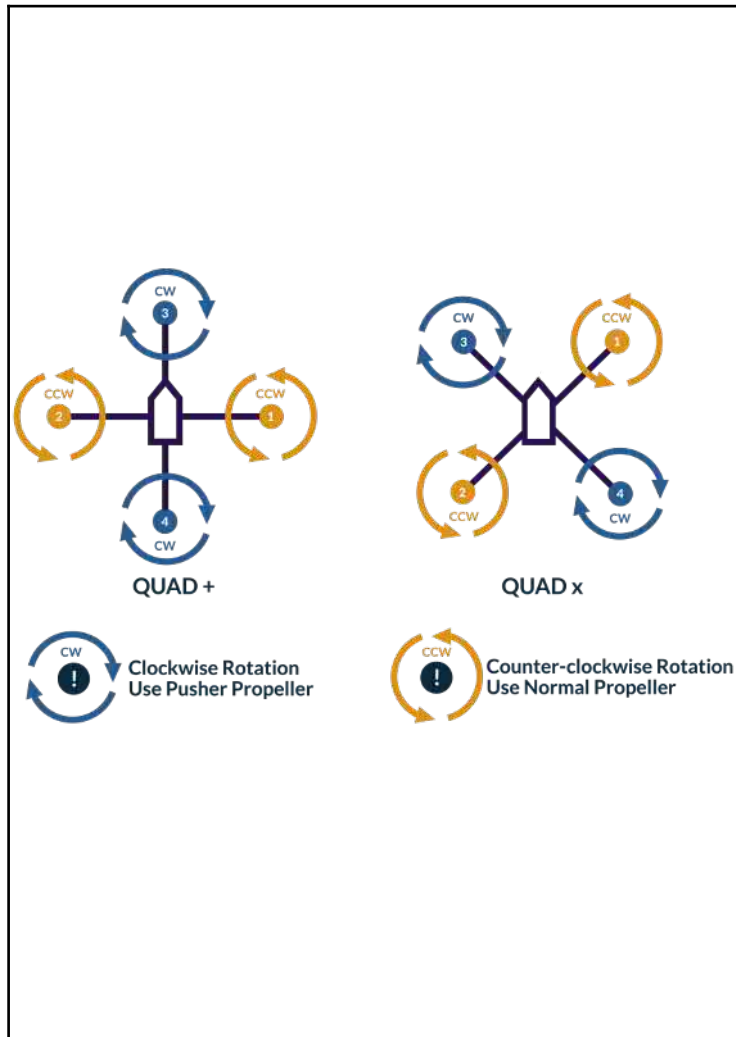 CW
3
CCW
2
CCW
1
4
CW
QUAD +
CW
3
CCW
1
2
CCW
4
CW
QUAD x
CW
!
Clockwise Rotation
Use Pusher Propeller
CCW
!
Counter-clockwise Rotation
Use Normal Propeller